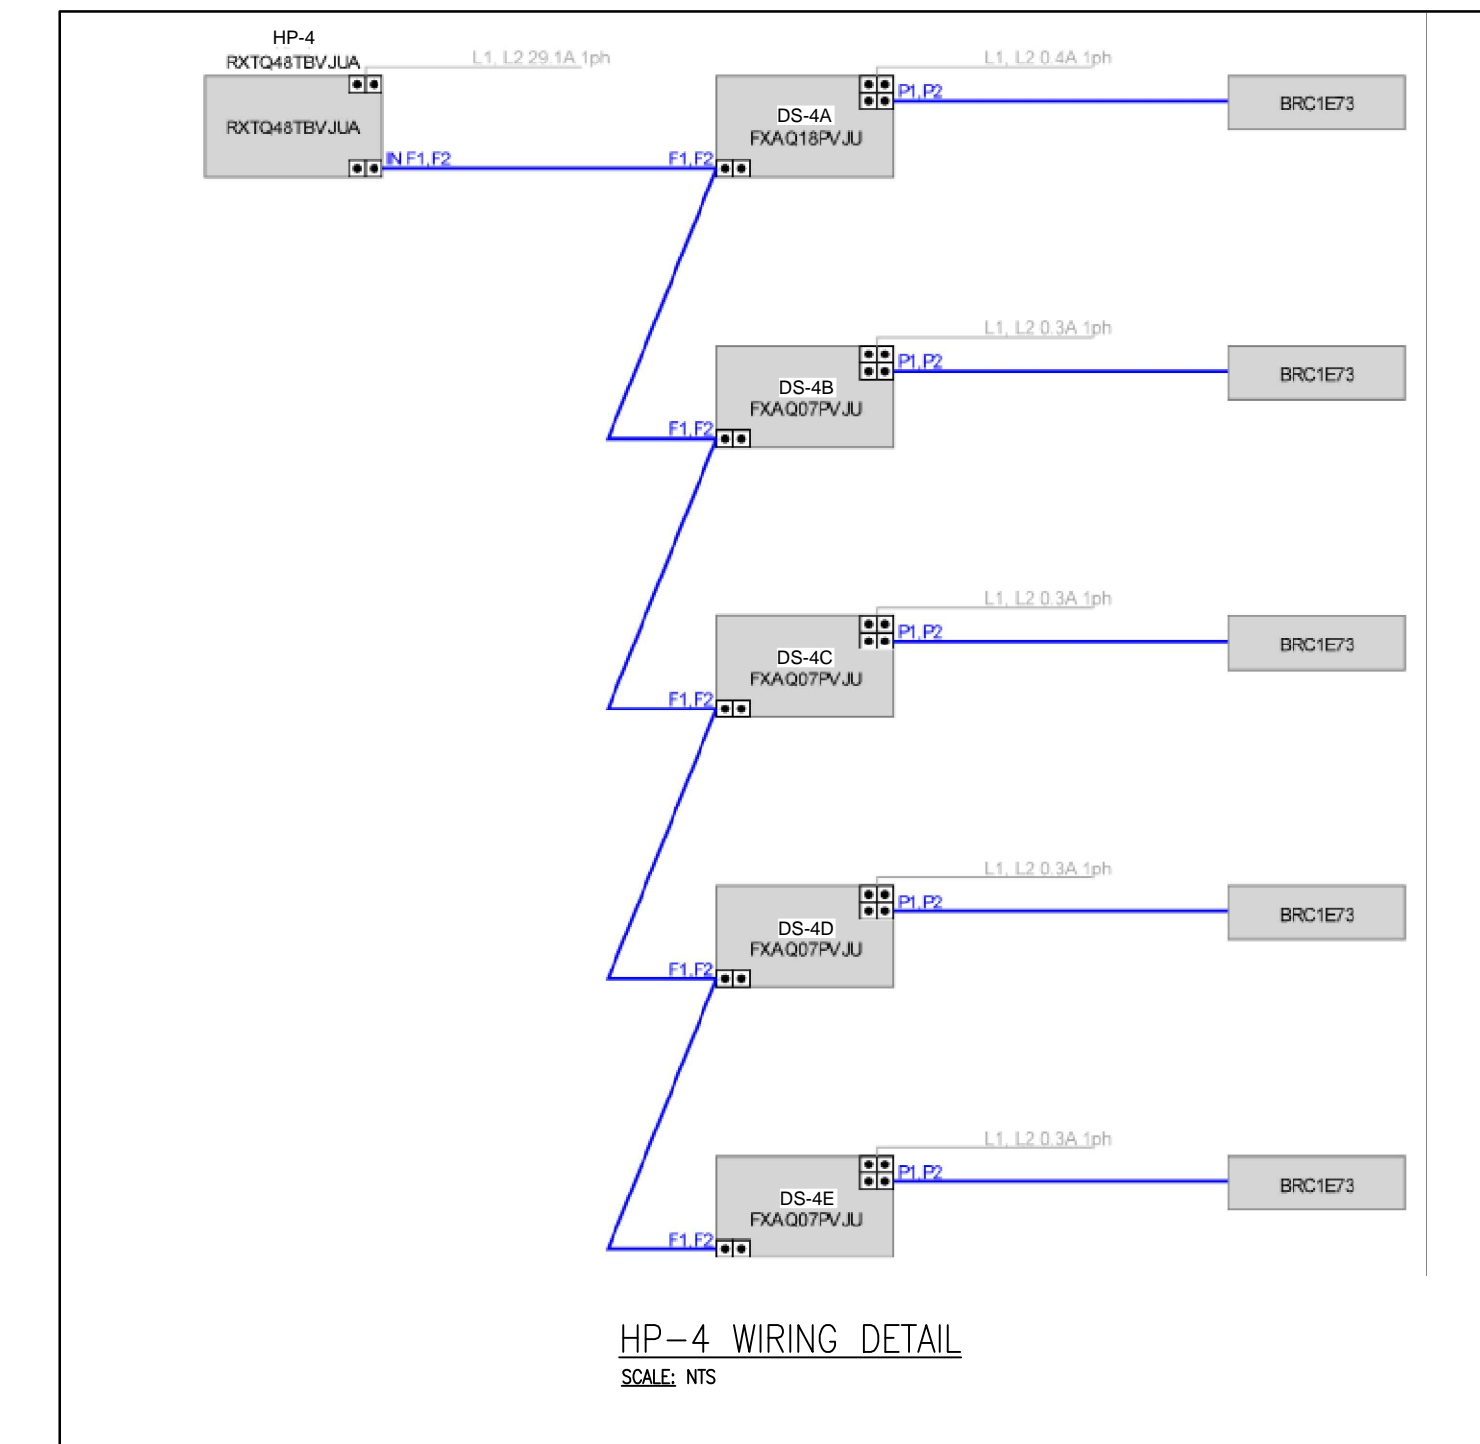 HP-4
RXTQ48TBVJUA
L1, L2 29.1A 1ph
RXTQ48TBVJUA
IN F1,F2
F1,F2
L1, L2 0.4A 1ph
P1,P2
DS-4A
FXAQ18PVJU
BRC1E73
L1, L2 0.3A 1ph
P1,P2
DS-4B
FXAQ07PVJU
F1,F2
BRC1E73
L1, L2 0.3A 1ph
P1,P2
DS-4C
FXAQ07PVJU
F1,F2
BRC1E73
L1, L2 0.3A 1ph
P1,P2
DS-4D
FXAQ07PVJU
F1,F2
BRC1E73
L1, L2 0.3A 1ph
P1,P2
DS-4E
FXAQ07PVJU
F1,F2
BRC1E73
HP-4 WIRING DETAIL
SCALE: NTS